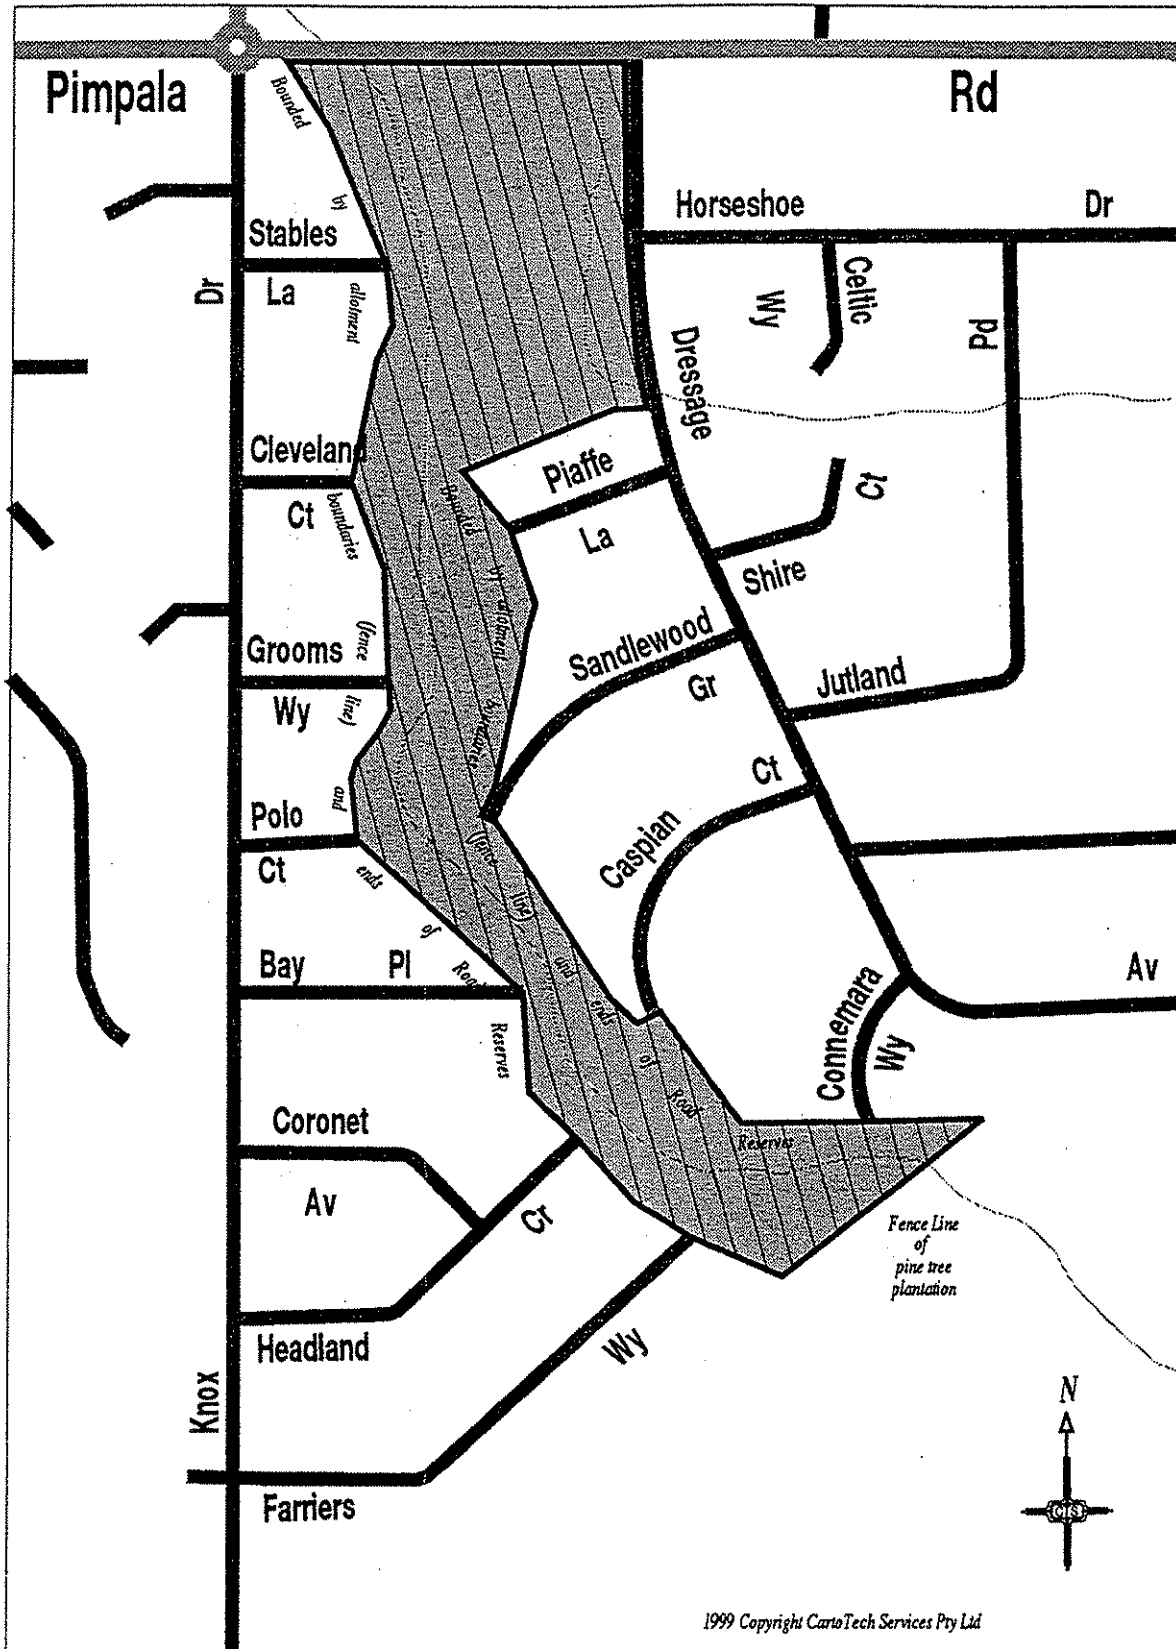 Pimpala
Rd
Bounded
by
allotment
boundaries
(fence
line)
and
ends
of
Road
Reserves
Stables
La
Dr
Cleveland
Ct
Grooms
Wy
Polo
Ct
Bay Pl
Coronet
Av
Cr
Headland
Knox
Wy
Farriers
Horseshoe Dr
Celtic
Wy
Pd
Dressage
Piaffe
La
Ct
Shire
Sandlewood
Gr
Jutland
Ct
Caspian
Connemara
Wy
Av
Bounded
by allotment
boundaries
(fence
line)
and
ends
of
Road
Reserves
Fence Line
of
pine tree
plantation
N
CTS
1999 Copyright CartoTech Services Pty Ltd